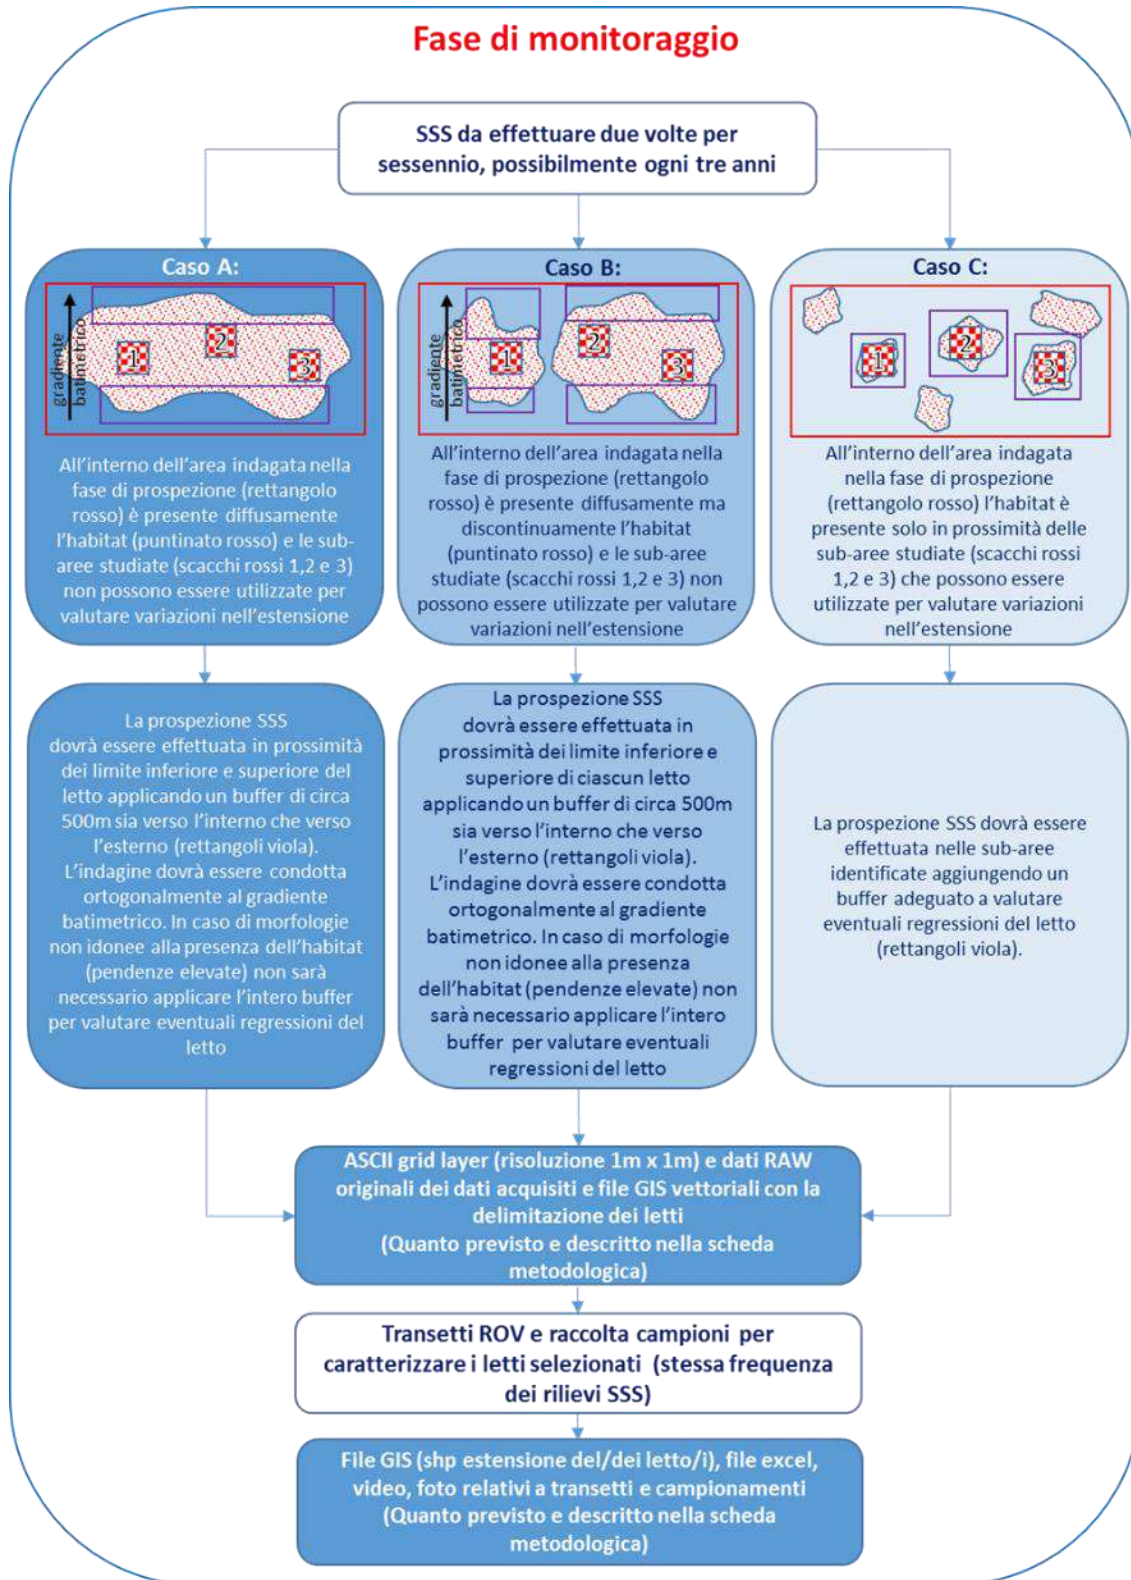 Fase di monitoraggio
SSS da effettuare due volte per
sessennio, possibilmente ogni tre anni
Caso A:
gradiente
batimetrico
1
2
3
All'interno dell'area indagata nella
fase di prospezione (rettangolo
rosso) è presente diffusamente
l'habitat (puntinato rosso) e le sub-
aree studiate (scacchi rossi 1,2 e 3)
non possono essere utilizzate per
valutare variazioni nell'estensione
Caso B:
gradiente
batimetrico
1
2
3
All'interno dell'area indagata nella
fase di prospezione (rettangolo
rosso) è presente diffusamente ma
discontinuamente l'habitat
(puntinato rosso) e le sub-aree
studiate (scacchi rossi 1,2 e 3) non
possono essere utilizzate per valutare
variazioni nell'estensione
Caso C:
1
2
3
All'interno dell'area indagata
nella fase di prospezione
(rettangolo rosso) l'habitat è
presente solo in prossimità delle
sub-aree studiate (scacchi rossi
1,2 e 3) che possono essere
utilizzate per valutare variazioni
nell'estensione
La prospezione SSS
dovrà essere effettuata in prossimità
dei limite inferiore e superiore del
letto applicando un buffer di circa
500m sia verso l'interno che verso
l'esterno (rettangoli viola).
L'indagine dovrà essere condotta
ortogonalmente al gradiente
batimetrico. In caso di morfologie
non idonee alla presenza dell'habitat
(pendenze elevate) non sarà
necessario applicare l'intero buffer
per valutare eventuali regressioni del
letto
La prospezione SSS
dovrà essere effettuata in
prossimità dei limite inferiore e
superiore di ciascun letto
applicando un buffer di circa 500m
sia verso l'interno che verso
l'esterno (rettangoli viola).
L'indagine dovrà essere condotta
ortogonalmente al gradiente
batimetrico. In caso di morfologie
non idonee alla presenza
dell'habitat (pendenze elevate) non
sarà necessario applicare l'intero
buffer per valutare eventuali
regressioni del letto
La prospezione SSS dovrà essere
effettuata nelle sub-aree
identificate aggiungendo un
buffer adeguato a valutare
eventuali regressioni del letto
(rettangoli viola).
ASCII grid layer (risoluzione 1m x 1m) e dati RAW
originali dei dati acquisiti e file GIS vettoriali con la
delimitazione dei letti
(Quanto previsto e descritto nella scheda
metodologica)
Transetti ROV e raccolta campioni per
caratterizzare i letti selezionati (stessa frequenza
dei rilievi SSS)
File GIS (shp estensione del/dei letto/i), file excel,
video, foto relativi a transetti e campionamenti
(Quanto previsto e descritto nella scheda
metodologica)